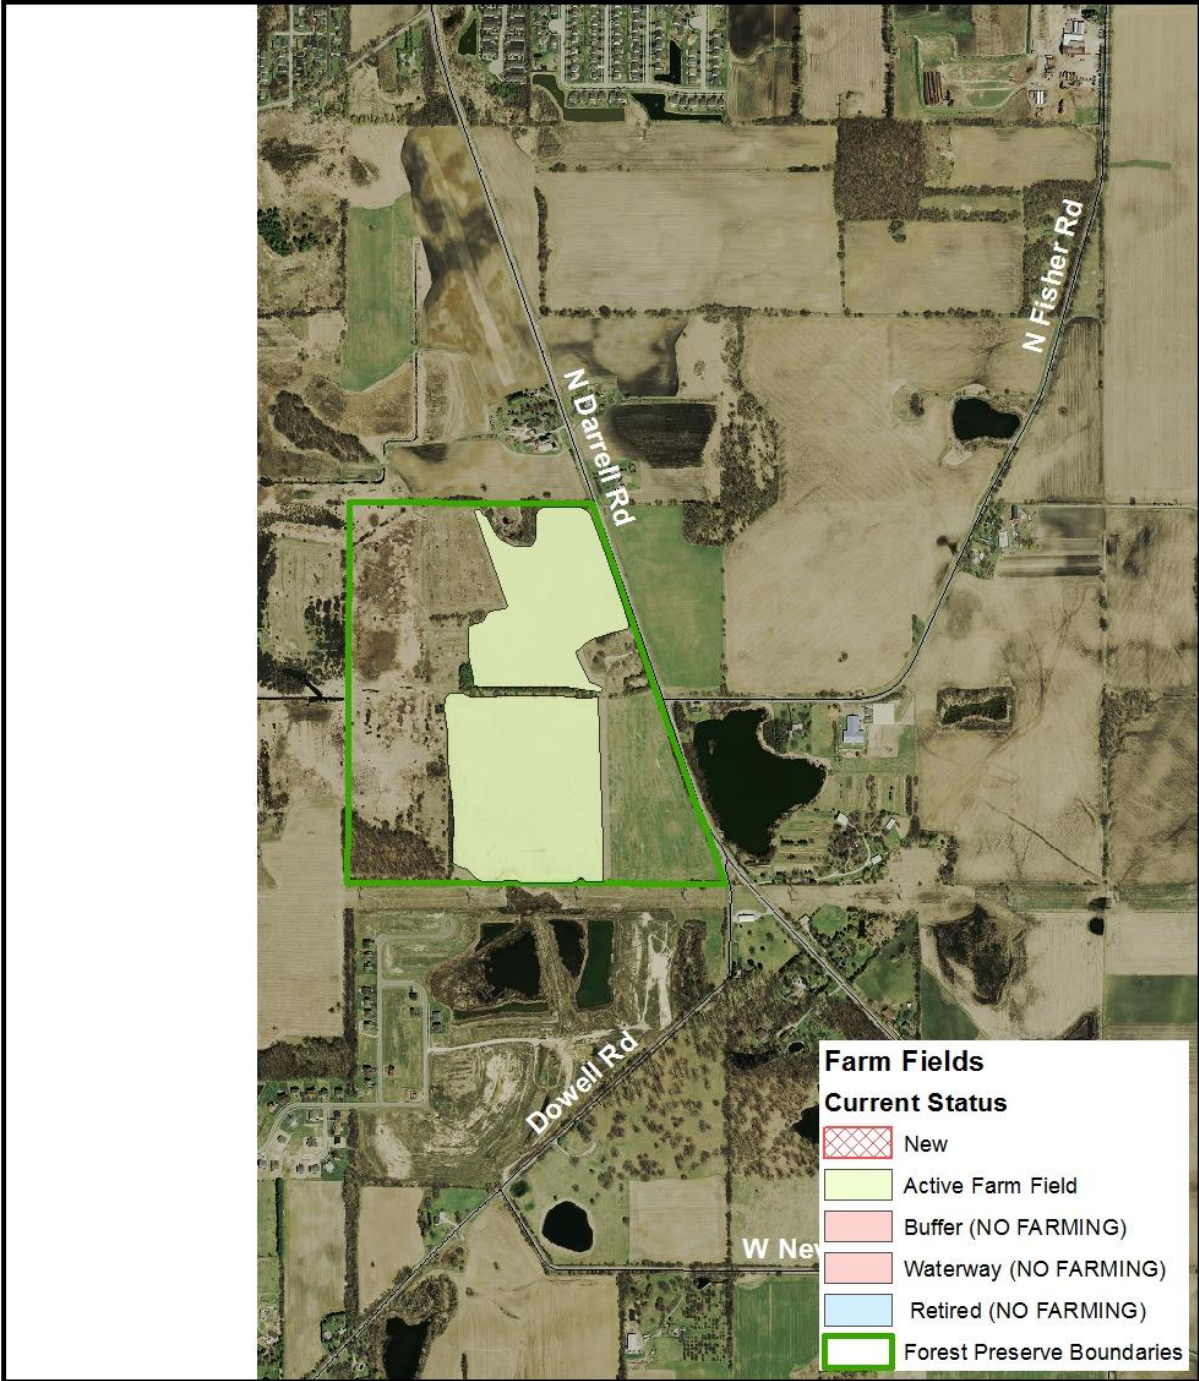 N Fisher Rd
N Darrell Rd
Dowell Rd
W Nev
Farm Fields
Current Status
New
Active Farm Field
Buffer (NO FARMING)
Waterway (NO FARMING)
Retired (NO FARMING)
Forest Preserve Boundaries